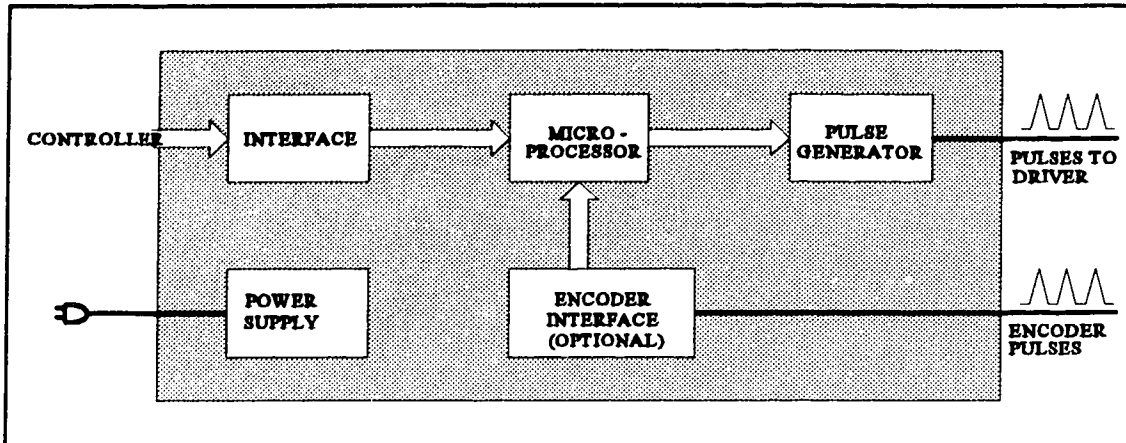 CONTROLLER
INTERFACE
MICRO -
PROCESSOR
PULSE
GENERATOR
PULSES TO
DRIVER
POWER
SUPPLY
ENCODER
INTERFACE
(OPTIONAL)
ENCODER
PULSES